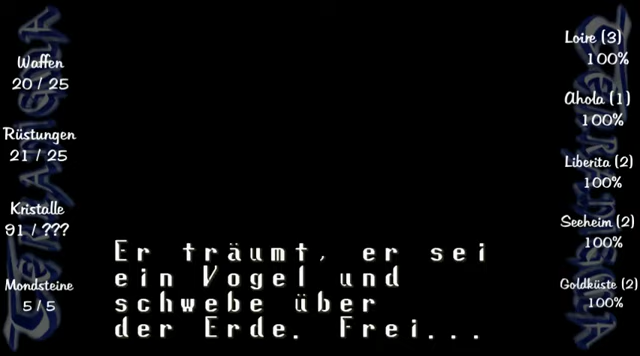 Waffen
20 / 25
Rüstungen
21 / 25
Kristalle
91 / ???
Mondsteine
5 / 5
Er träumt, er sei
ein Vogel und
schwebe über
der Erde. Frei...
Loire (3)
100%
Ahola (1)
100%
Liberita (2)
100%
Seeheim (2)
100%
Goldküste (2)
100%
TERRANIGMA
TERRANIGMA